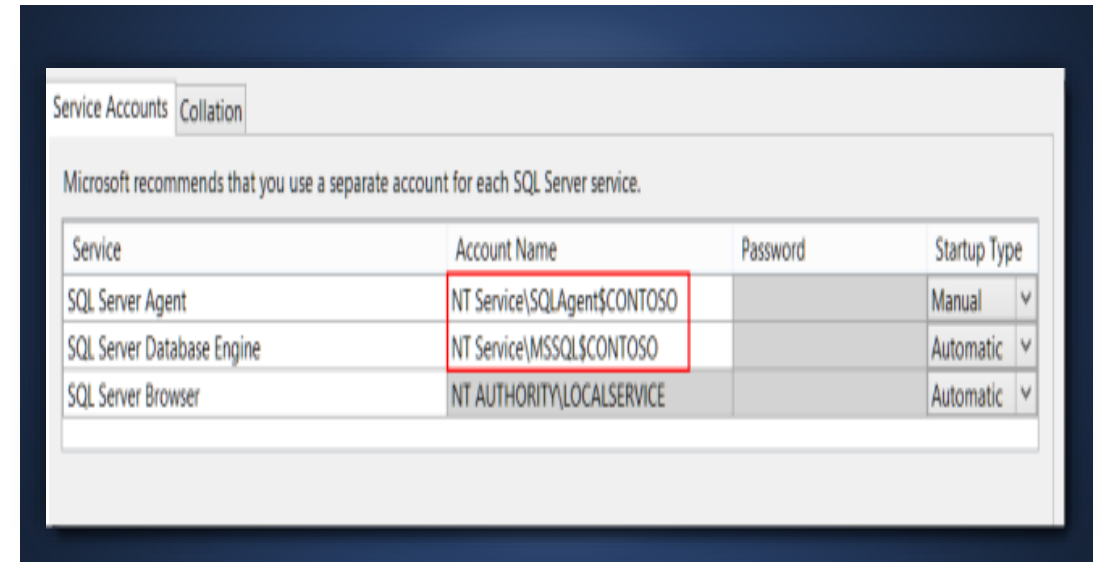 Service Accounts Collation
Microsoft recommends that you use a separate account for each SQL Server service.
Service Account Name Password Startup Type
SQL Server Agent NT Service\SQLAgent$CONTOSO Manual
SQL Server Database Engine NT Service\MSSQL$CONTOSO Automatic
SQL Server Browser NT AUTHORITY\LOCALSERVICE Automatic